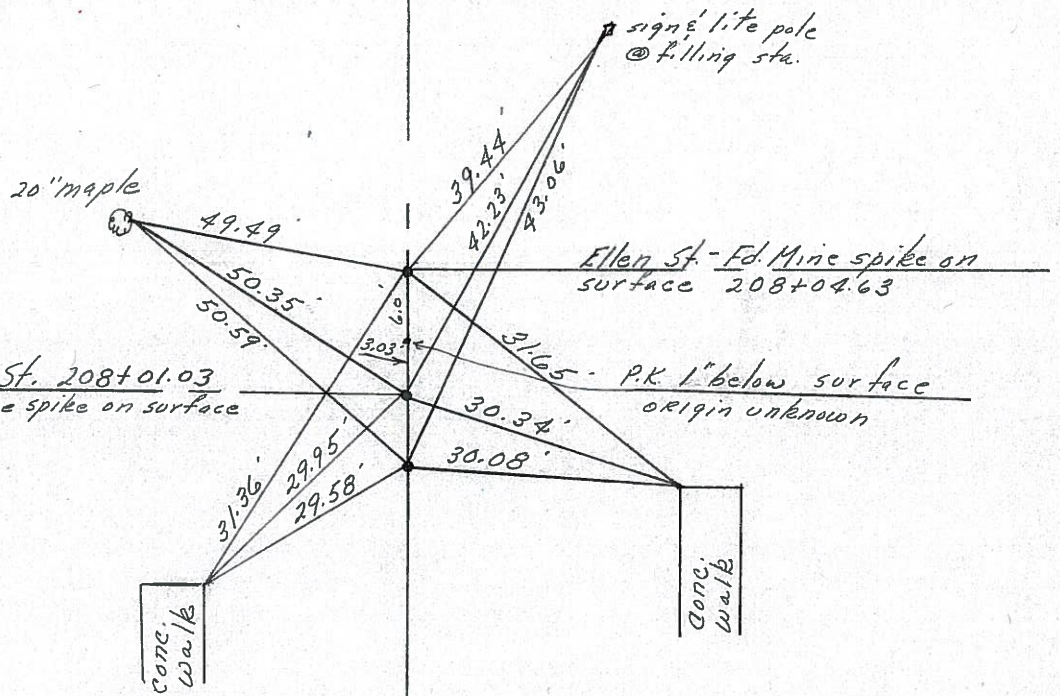 sign & lite pole
@ filling sta.
20" maple
39.44'
42.23'
43.06'
49.49'
50.35'
50.59'
Ellen St. - Fd. Mine spike on
surface 208+04.63
6.0'
3.03'
31.65'
St. 208+01.03
e spike on surface
P.K. 1" below surface
origin unknown
30.34'
30.08'
31.36'
29.95'
29.58'
Conc.
walk
Conc.
walk